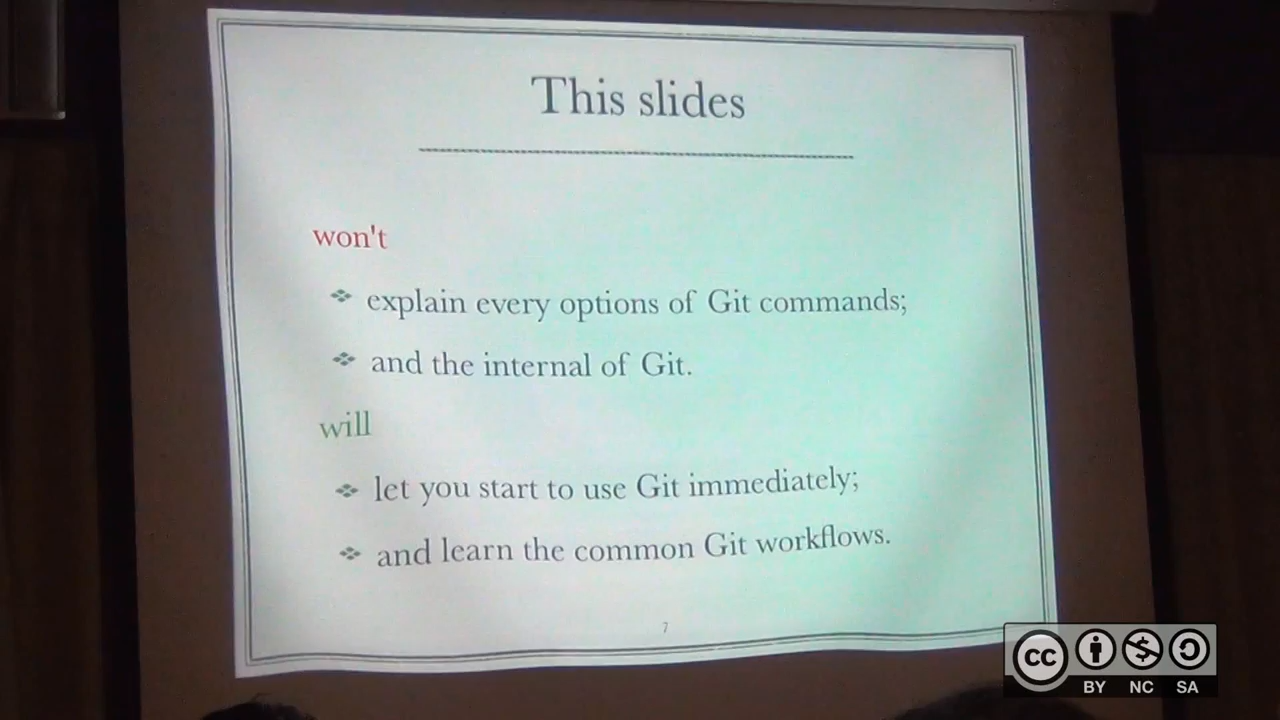 This slides
won't
explain every options of Git commands;
and the internal of Git.
will
let you start to use Git immediately;
and learn the common Git workflows.
7
cc
BY NC SA